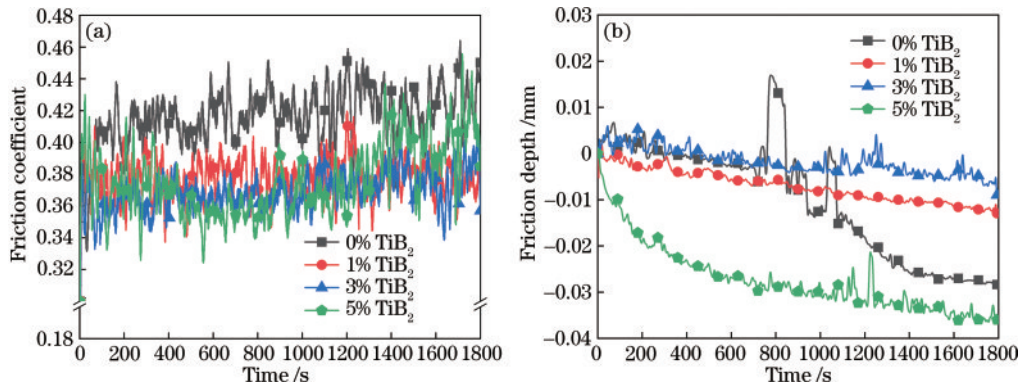 (a)
Friction coefficient
0.48
0.46
0.44
0.42
0.40
0.38
0.36
0.34
0.32
0.18
0 200 400 600 800 1000 1200 1400 1600 1800
Time /s
0% TiB₂
1% TiB₂
3% TiB₂
5% TiB₂
(b)
Friction depth /mm
0.03
0.02
0.01
0
−0.01
−0.02
−0.03
−0.04
0 200 400 600 800 1000 1200 1400 1600 1800
Time /s
0% TiB₂
1% TiB₂
3% TiB₂
5% TiB₂